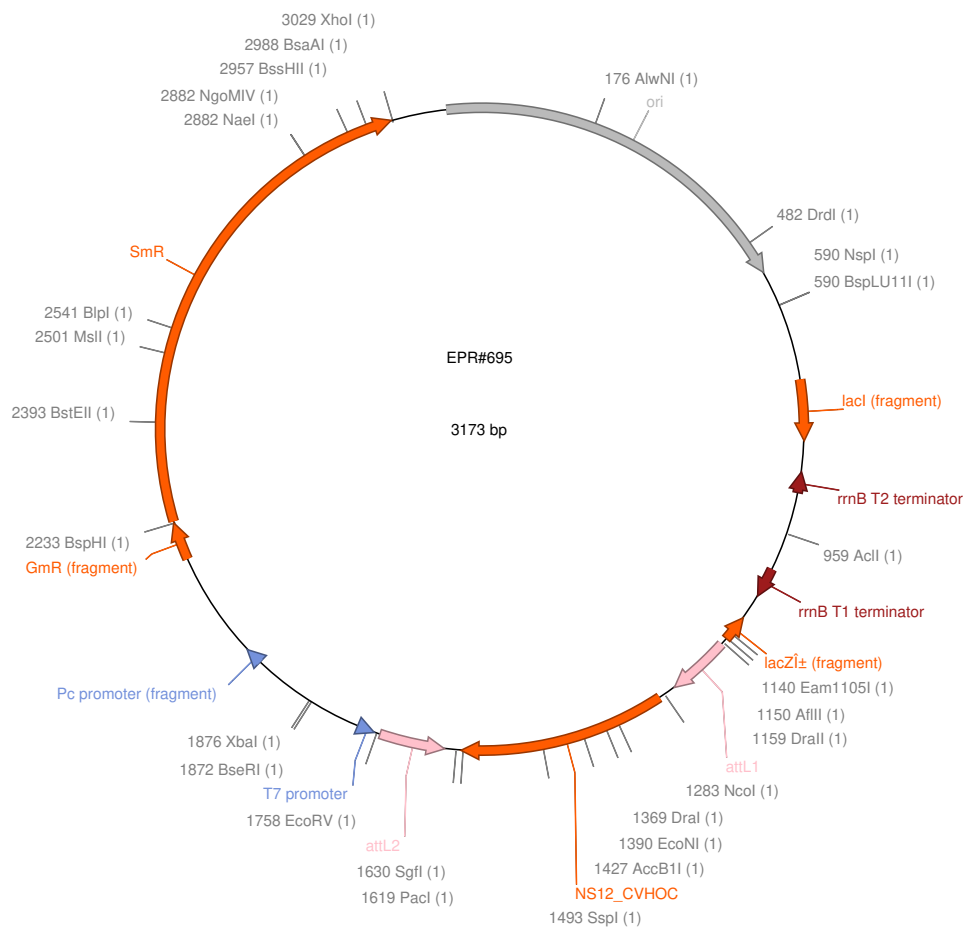 3029 XhoI (1)
2988 BsaAI (1)
2957 BssHII (1)
2882 NgoMIV (1)
2882 NaeI (1)
176 AlwNI (1)
ori
482 DrdI (1)
590 NspI (1)
590 BspLU11I (1)
SmR
2541 BlpI (1)
2501 MslI (1)
EPR#695
2393 BstEII (1)
lacI (fragment)
3173 bp
rrnB T2 terminator
2233 BspHI (1)
GmR (fragment)
959 AclI (1)
rrnB T1 terminator
lacZÎ± (fragment)
Pc promoter (fragment)
1140 Eam1105I (1)
1150 AflII (1)
1159 DraII (1)
1876 XbaI (1)
1872 BseRI (1)
attL1
T7 promoter
1283 NcoI (1)
1758 EcoRV (1)
1369 DraI (1)
attL2
1390 EcoNI (1)
1630 SgfI (1)
1427 AccB1I (1)
1619 PacI (1)
NS12_CVHOC
1493 SspI (1)